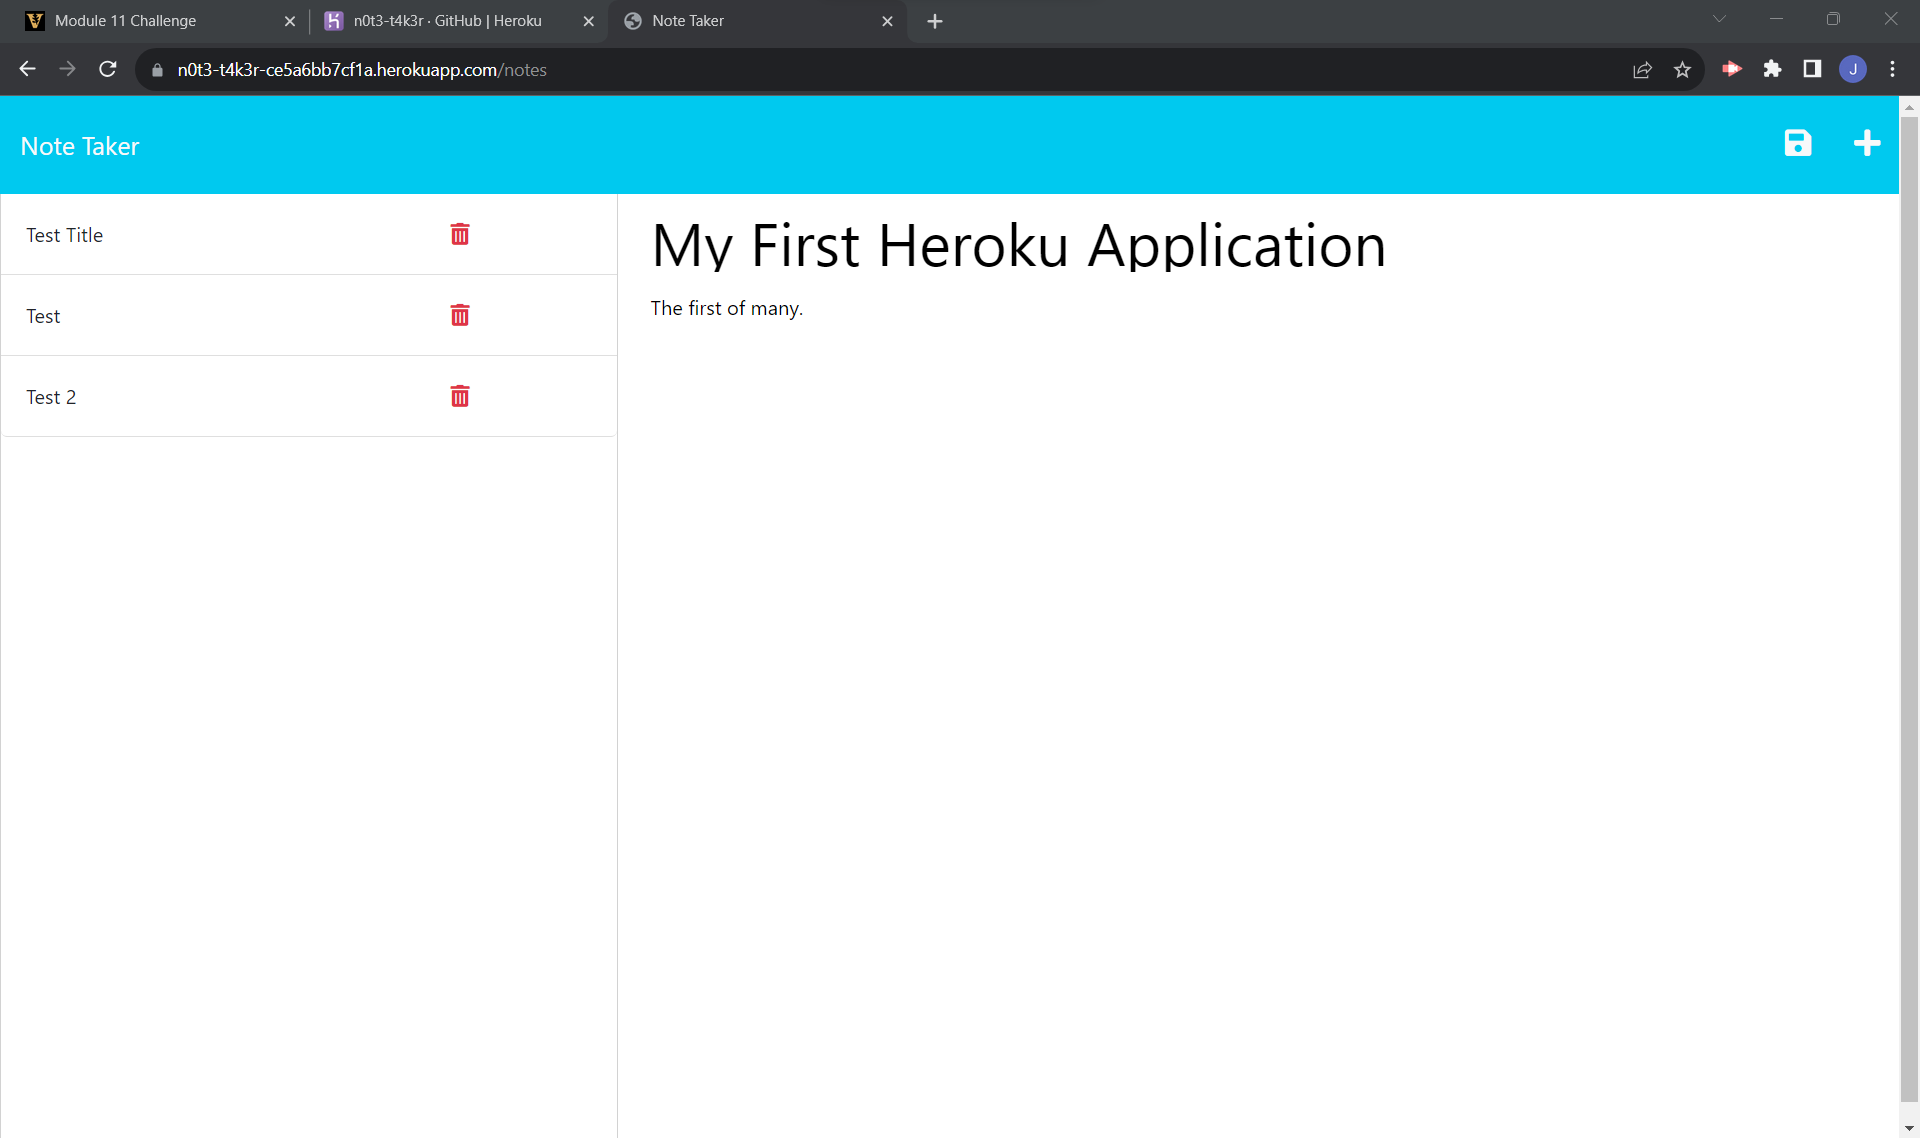 Module 11 Challenge
n0t3-t4k3r · GitHub | Heroku
Note Taker
n0t3-t4k3r-ce5a6bb7cf1a.herokuapp.com/notes
J
Note Taker
Test Title
Test
Test 2
My First Heroku Application
The first of many.